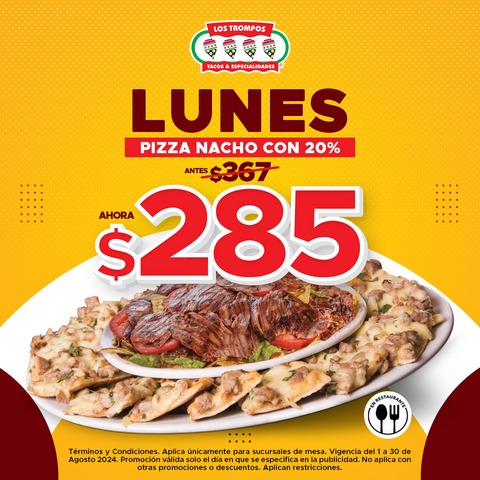 LOS TROMPOS
TACOS & ESPECIALIDADES
LUNES
PIZZA NACHO CON 20%
ANTES $367
AHORA
$285
EN RESTAURANTE
Términos y Condiciones. Aplica únicamente para sucursales de mesa. Vigencia del 1 a 30 de
Agosto 2024. Promoción válida solo el día en que se especifica en la publicidad. No aplica con
otras promociones o descuentos. Aplican restricciones.